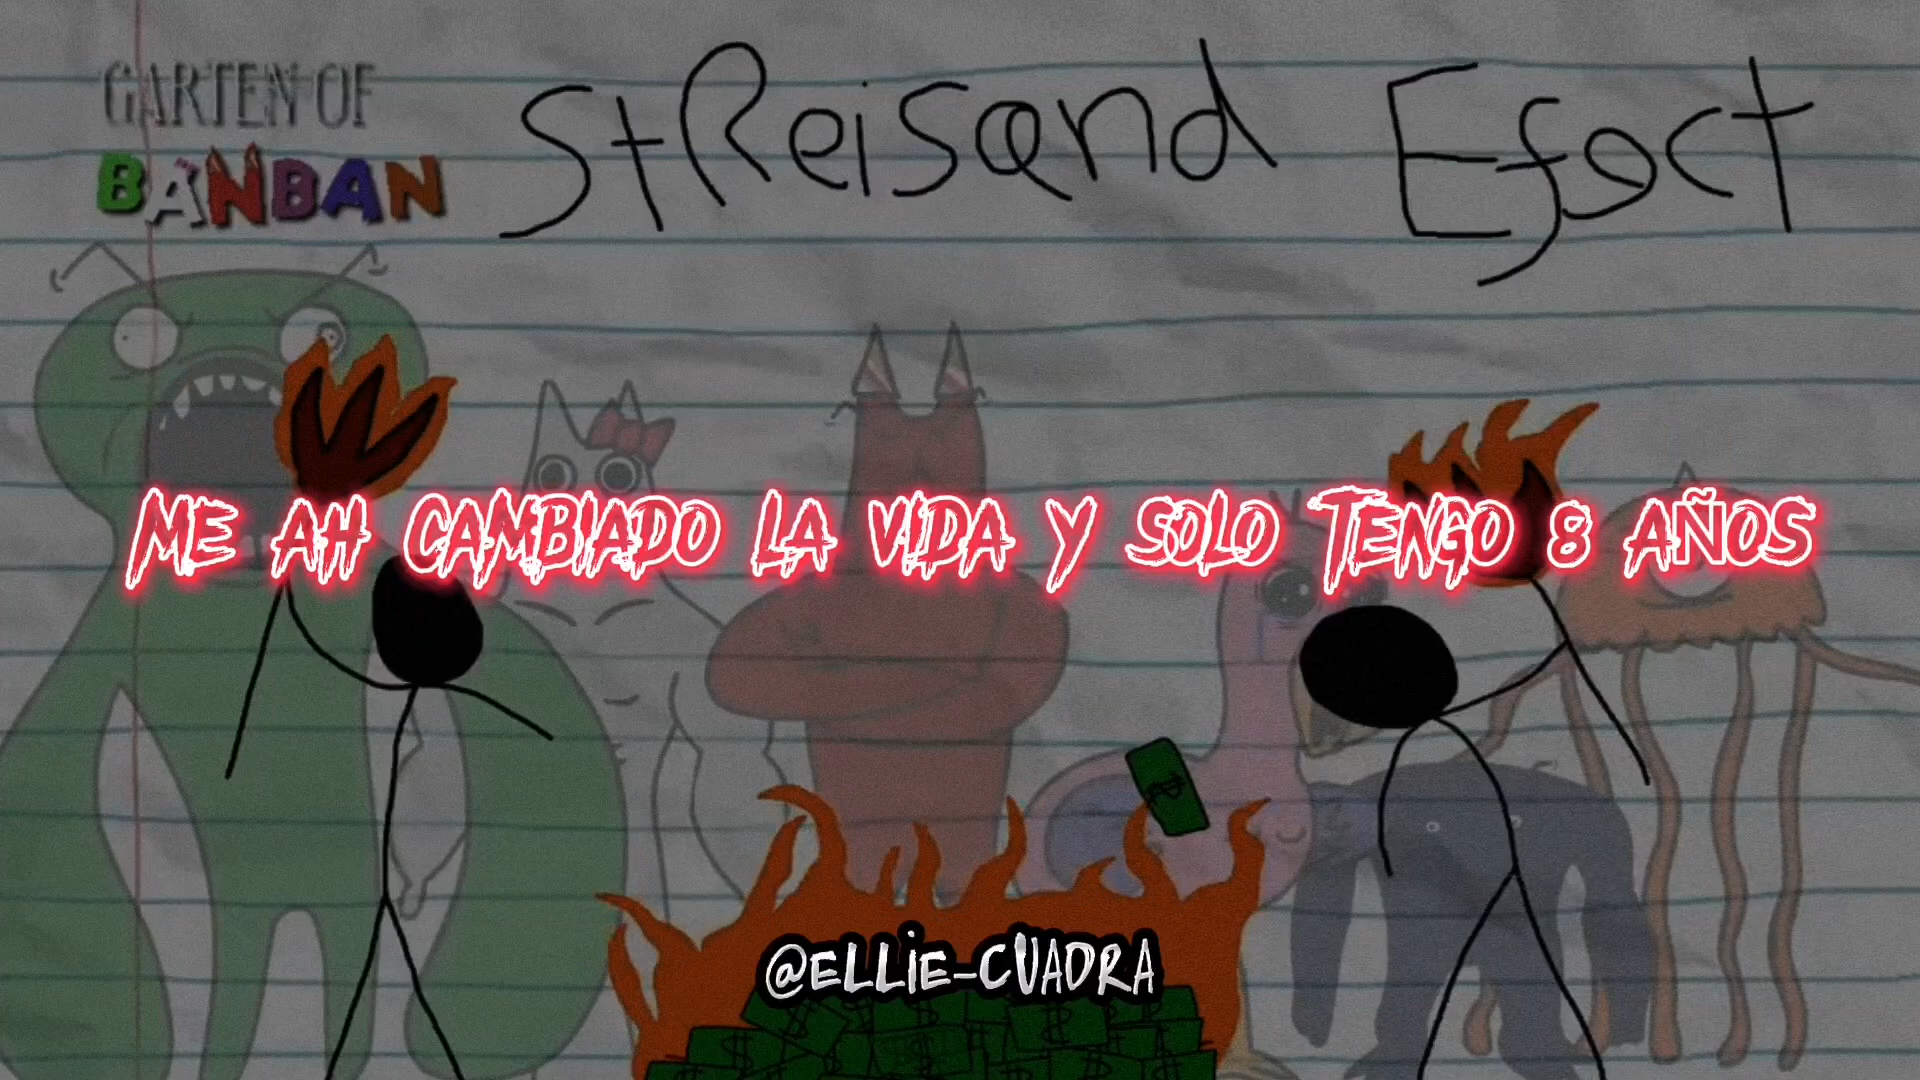 GARTEN OF
BANBAN
StReisand Efect
ME AH CAMBIADO LA VIDA Y SOLO TENGO 8 AÑOS
@ELLIE-CUADRA